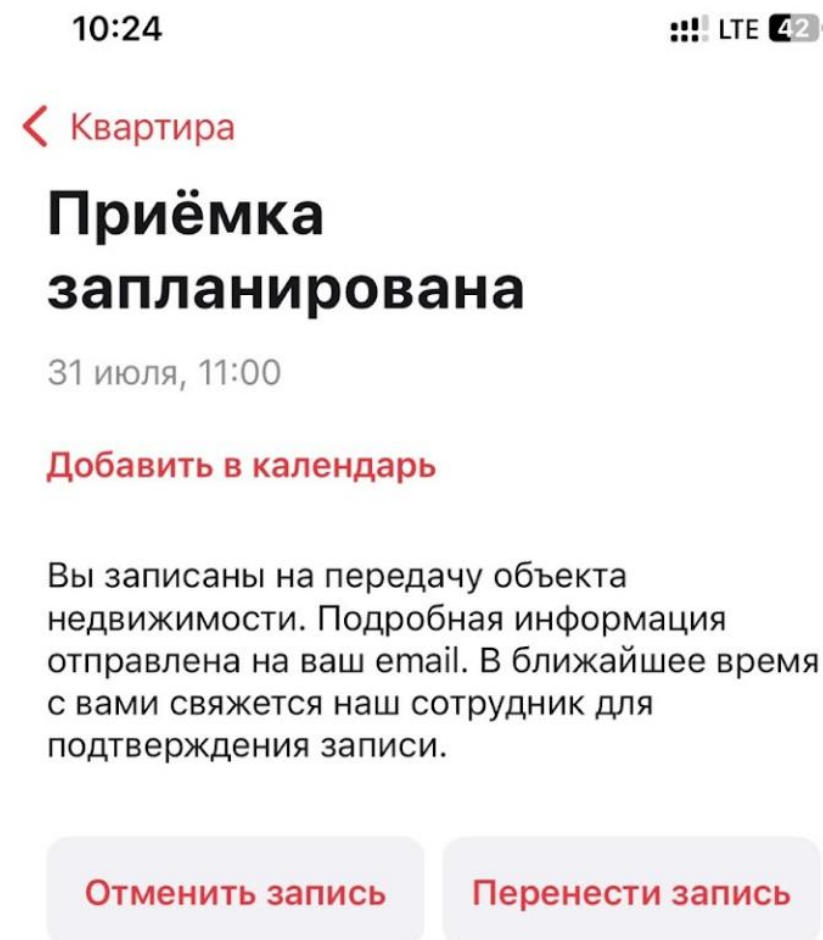 10:24
LTE 42
Квартира
Приёмка
запланирована
31 июля, 11:00
Добавить в календарь
Вы записаны на передачу объекта
недвижимости. Подробная информация
отправлена на ваш email. В ближайшее время
с вами свяжется наш сотрудник для
подтверждения записи.
Отменить запись
Перенести запись